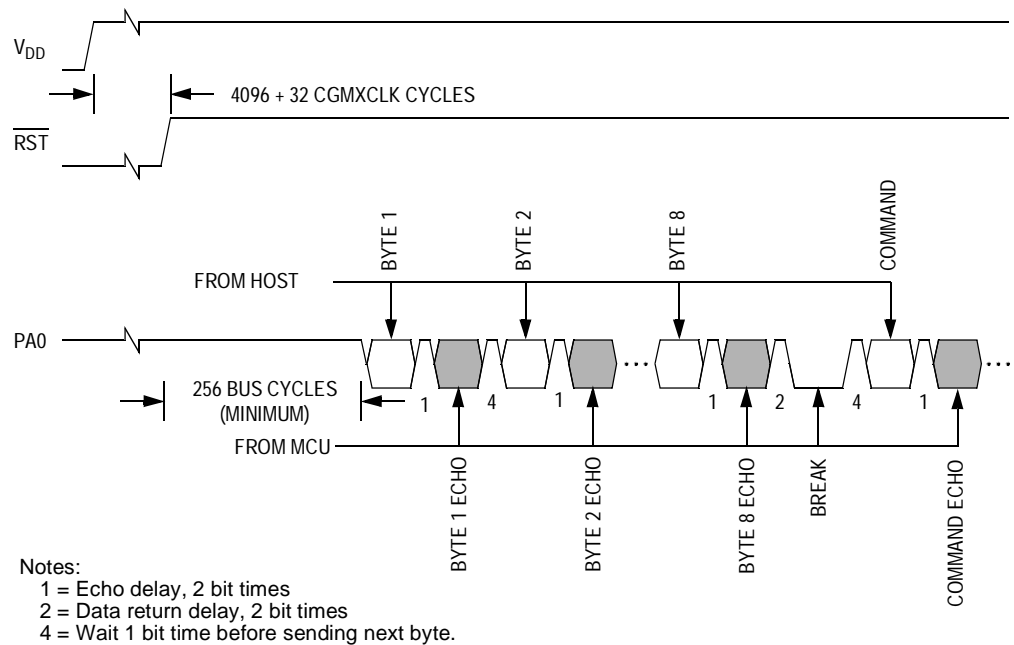 VDD
4096 + 32 CGMXCLK CYCLES
RST
FROM HOST
BYTE 1
BYTE 2
BYTE 8
COMMAND
PA0
256 BUS CYCLES
(MINIMUM)
1
4
1
1
2
4
1
FROM MCU
BYTE 1 ECHO
BYTE 2 ECHO
BYTE 8 ECHO
BREAK
COMMAND ECHO
Notes:
1 = Echo delay, 2 bit times
2 = Data return delay, 2 bit times
4 = Wait 1 bit time before sending next byte.